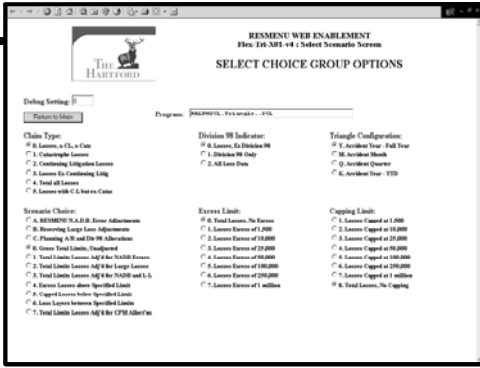 RESMENU WEB ENABLEMENT
Flex-Tri-X01-v4 : Select Scenario Screen
THE
HARTFORD
SELECT CHOICE GROUP OPTIONS
Debug Setting: 0
Return to Main
Program:
Claim Type:
0. Losses, x CL, x Cats
1. Catastrophe Losses
2. Continuing Litigation Losses
3. Losses Ex Continuing Litig
4. Total all Losses
5. Losses with C-L but ex Catas
Division 98 Indicator:
0. Losses, Ex Division 98
1. Division 98 Only
2. All Loss Data
Triangle Configuration:
Y. Accident Year - Full Year
M. Accident Month
Q. Accident Quarter
K. Accident Year - YTD
Scenario Choice:
A. RESMENU N.A.D.B. Error Adjustments
B. Reserving Large Loss Adjustments
C. Planning A/R and Div 98 Allocations
0. Gross Total Limits, Unadjusted
1. Total Limits Losses Adj'd for NADB Errors
2. Total Limits Losses Adj'd for Large Losses
3. Total Limits Losses Adj'd for NADB and L-L
4. Excess Losses above Specified Limit
5. Capped Losses below Specified Limit
6. Loss Layers between Specified Limits
7. Total Limits Losses Adj'd for CPM
Excess Limit:
0. Total Losses, No Excess
1. Losses Excess of 1,000
2. Losses Excess of 10,000
3. Losses Excess of 25,000
4. Losses Excess of 50,000
5. Losses Excess of 100,000
6. Losses Excess of 250,000
7. Losses Excess of 1 million
Capping Limit:
1. Losses Capped at 1,000
2. Losses Capped at 10,000
3. Losses Capped at 25,000
4. Losses Capped at 50,000
5. Losses Capped at 100,000
6. Losses Capped at 250,000
7. Losses Capped at 1 million
8. Total Losses, No Capping